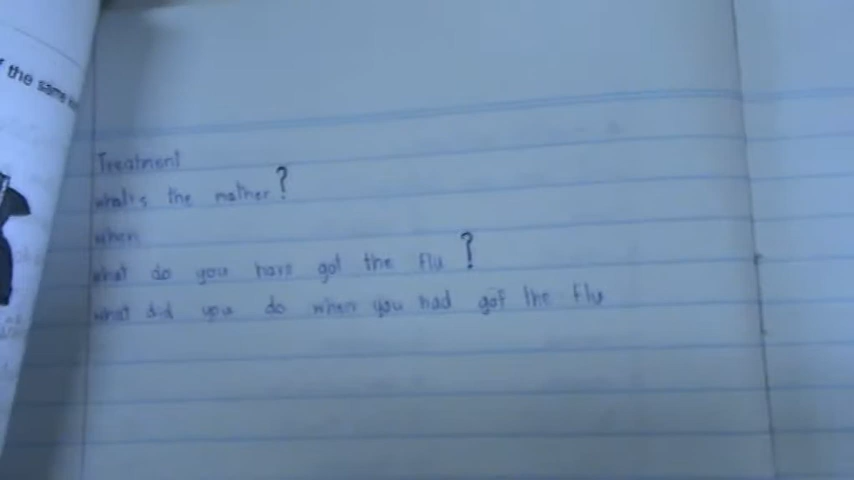 f the same
Treatment
what's the mather?
when
what do you have got the flu?
what did you do when you had got the flu